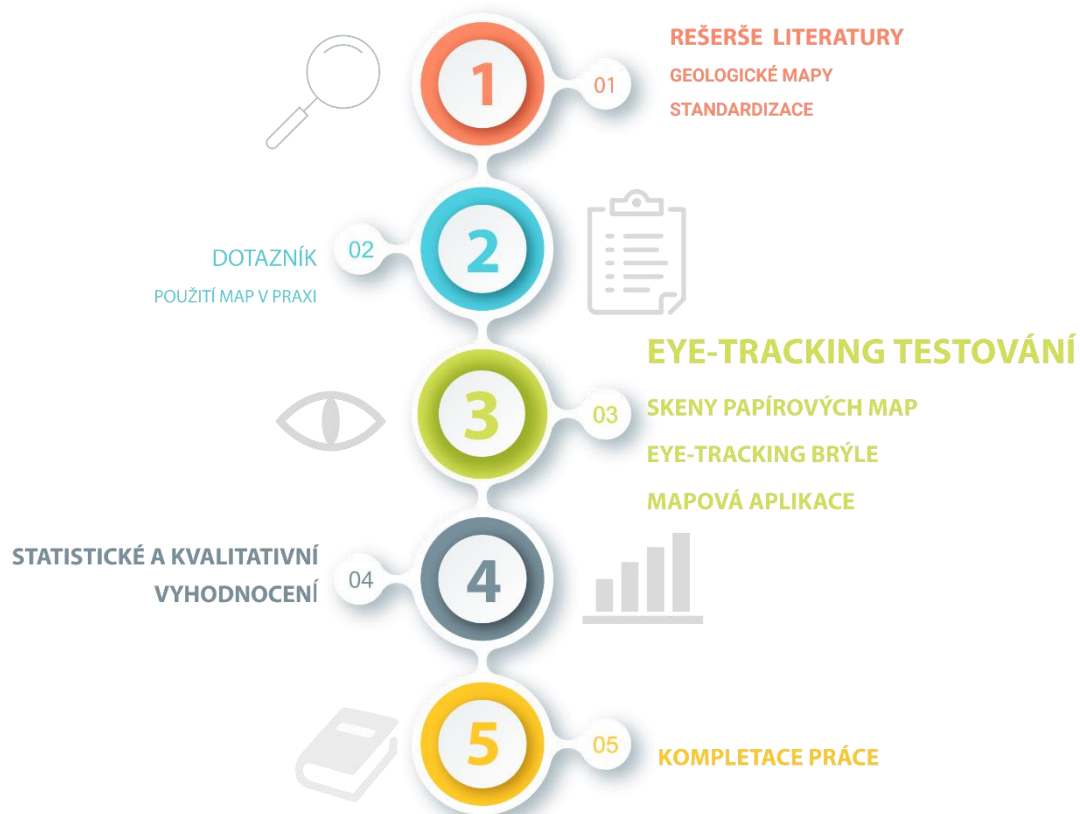 1
01
REŠERŠE LITERATURY
GEOLOGICKÉ MAPY
STANDARDIZACE
DOTAZNÍK
POUŽITÍ MAP V PRAXI
02
2
3
03
EYE-TRACKING TESTOVÁNÍ
SKENY PAPÍROVÝCH MAP
EYE-TRACKING BRÝLE
MAPOVÁ APLIKACE
STATISTICKÉ A KVALITATIVNÍ
VYHODNOCENÍ
04
4
5
05
KOMPLETACE PRÁCE